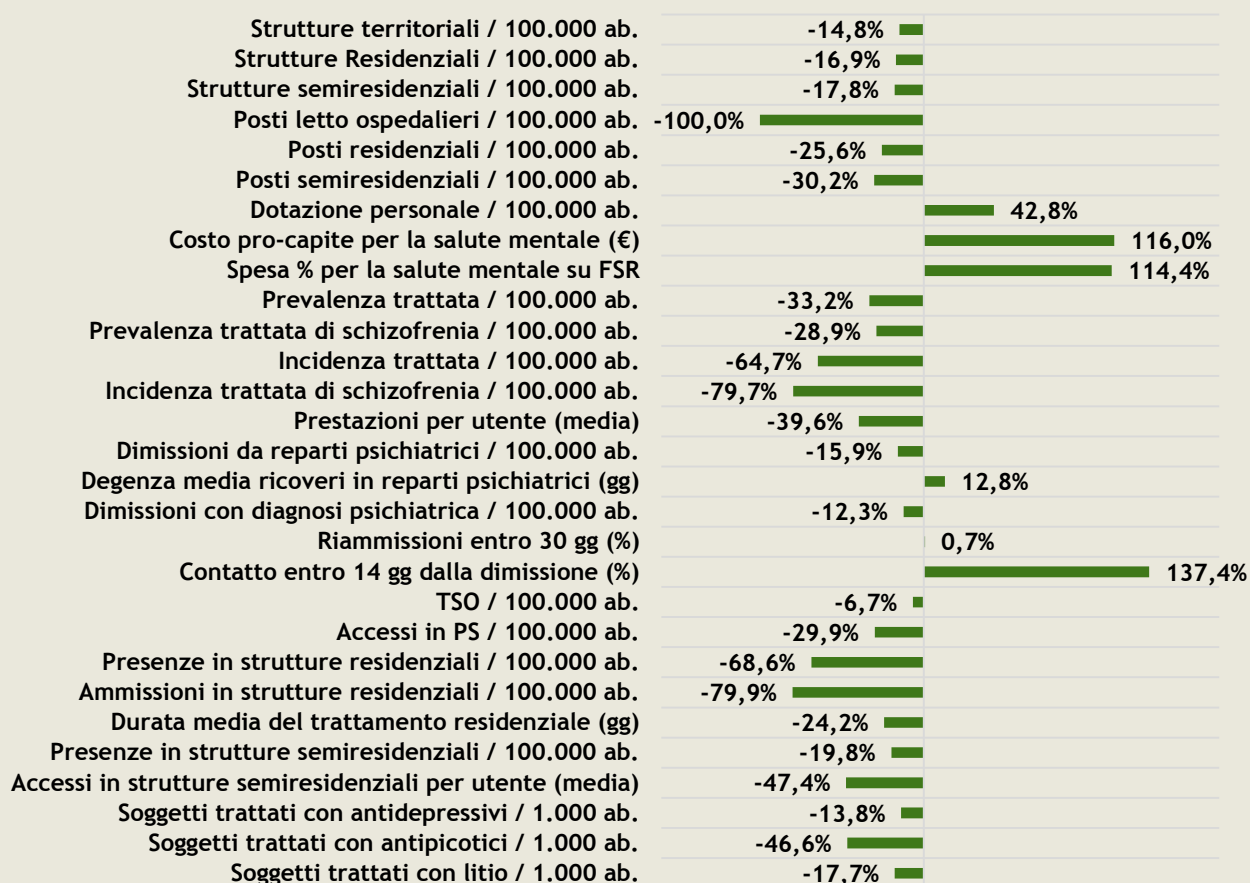 Strutture territoriali / 100.000 ab. -14,8%
Strutture Residenziali / 100.000 ab. -16,9%
Strutture semiresidenziali / 100.000 ab. -17,8%
Posti letto ospedalieri / 100.000 ab. -100,0%
Posti residenziali / 100.000 ab. -25,6%
Posti semiresidenziali / 100.000 ab. -30,2%
Dotazione personale / 100.000 ab. 42,8%
Costo pro-capite per la salute mentale (€) 116,0%
Spesa % per la salute mentale su FSR 114,4%
Prevalenza trattata / 100.000 ab. -33,2%
Prevalenza trattata di schizofrenia / 100.000 ab. -28,9%
Incidenza trattata / 100.000 ab. -64,7%
Incidenza trattata di schizofrenia / 100.000 ab. -79,7%
Prestazioni per utente (media) -39,6%
Dimissioni da reparti psichiatrici / 100.000 ab. -15,9%
Degenza media ricoveri in reparti psichiatrici (gg) 12,8%
Dimissioni con diagnosi psichiatrica / 100.000 ab. -12,3%
Riammissioni entro 30 gg (%) 0,7%
Contatto entro 14 gg dalla dimissione (%) 137,4%
TSO / 100.000 ab. -6,7%
Accessi in PS / 100.000 ab. -29,9%
Presenze in strutture residenziali / 100.000 ab. -68,6%
Ammissioni in strutture residenziali / 100.000 ab. -79,9%
Durata media del trattamento residenziale (gg) -24,2%
Presenze in strutture semiresidenziali / 100.000 ab. -19,8%
Accessi in strutture semiresidenziali per utente (media) -47,4%
Soggetti trattati con antidepressivi / 1.000 ab. -13,8%
Soggetti trattati con antipicotici / 1.000 ab. -46,6%
Soggetti trattati con litio / 1.000 ab. -17,7%